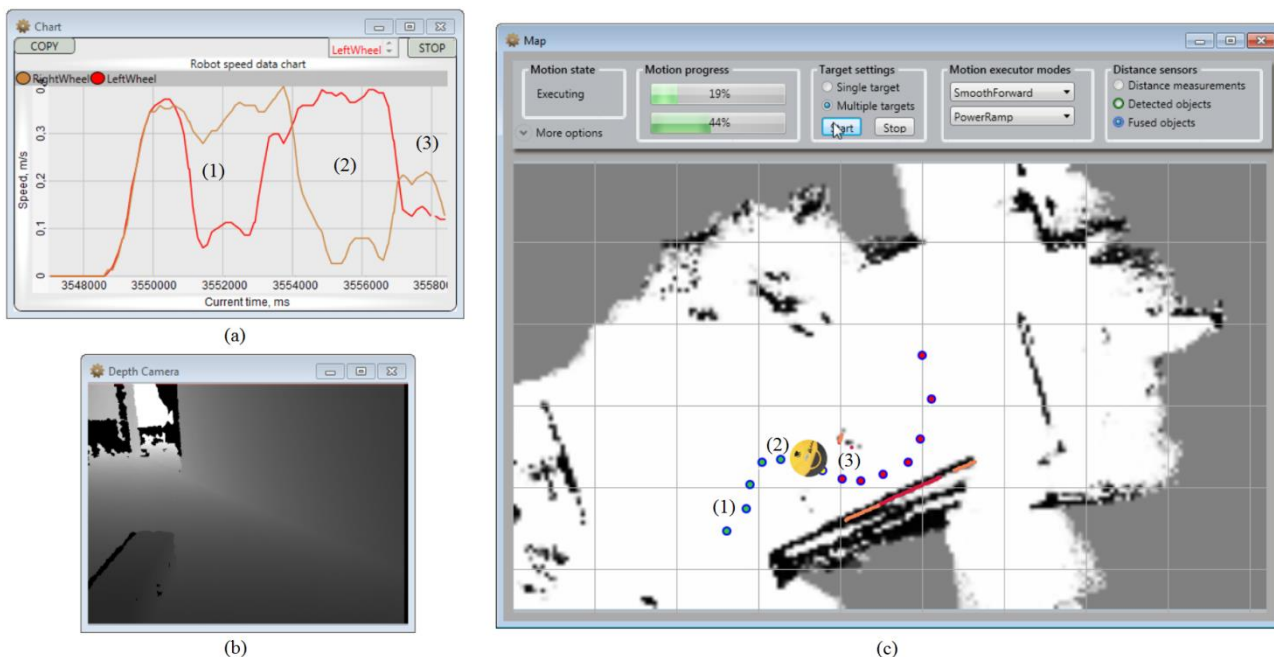 Chart
COPY
LeftWheel
STOP
Robot speed data chart
RightWheel
LeftWheel
0,3
0,2
0,1
0
Speed, m/s
(1)
(2)
(3)
3548000
3550000
3552000
3554000
3556000
Current time, ms
(a)
Depth Camera
(b)
Map
Motion state
Executing
More options
Motion progress
19%
44%
Target settings
Single target
Multiple targets
Stop
Motion executor modes
SmoothForward
PowerRamp
Distance sensors
Distance measurements
Detected objects
Fused objects
(2)
(3)
(1)
(c)